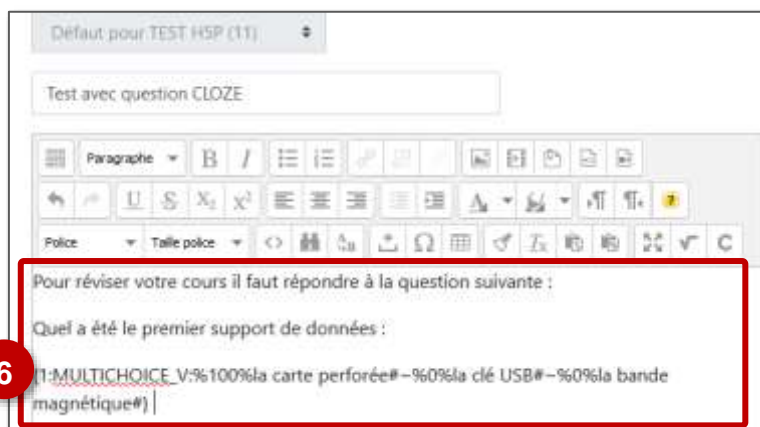 Défaut pour TEST H5P (11)
Test avec question CLOZE
Paragraphe
Police Taille police
Pour réviser votre cours il faut répondre à la question suivante :
Quel a été le premier support de données :
{1:MULTICHOICE_V:%100%la carte perforée#~%0%la clé USB#~%0%la bande
magnétique#}
6